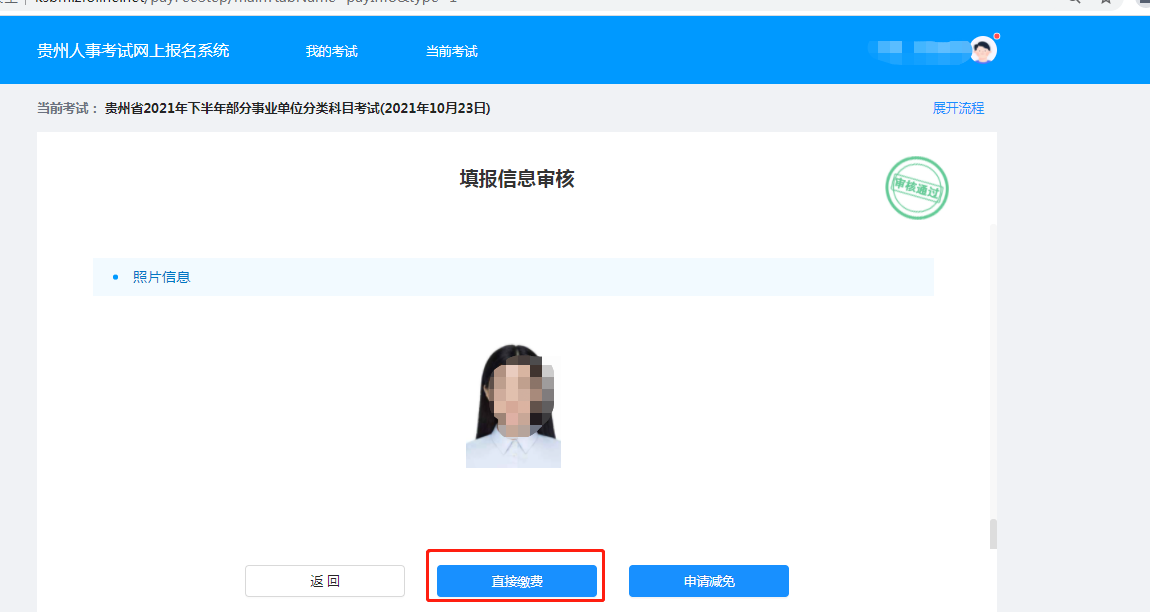 贵州人事考试网上报名系统 我的考试 当前考试
当前考试： 贵州省2021年下半年部分事业单位分类科目考试(2021年10月23日) 展开流程
填报信息审核
审核通过
照片信息
返 回 直接缴费 申请减免